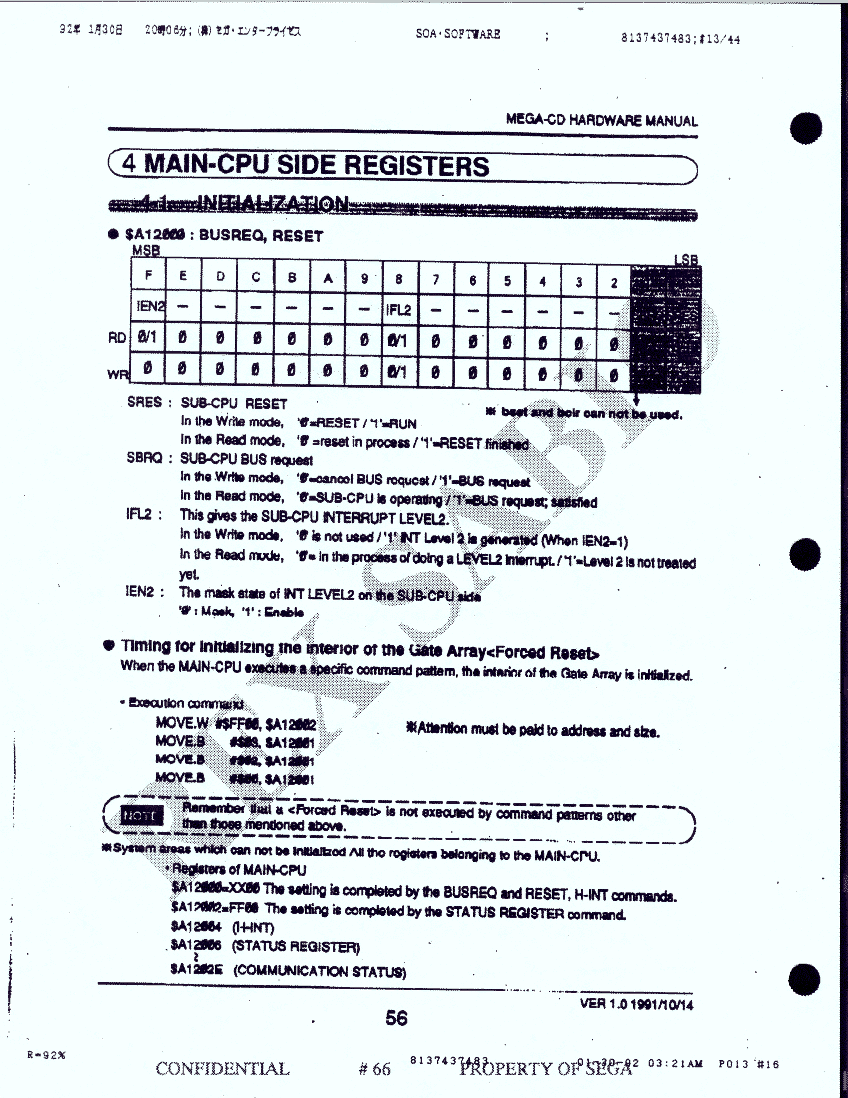 92年 1月30日 20時06分; (株) セガ・エンタープライゼス SOA・SOFTWARE ; 8137437483;# 13/44
MEGA-CD HARDWARE MANUAL
4 MAIN-CPU SIDE REGISTERS
4-1 INITIALIZATION
● $A12000 : BUSREQ, RESET
MSB LSB
F E D C B A 9 8 7 6 5 4 3 2
IEN2 – – – – – – IFL2 – – – – – –
RD 0/1 0 0 0 0 0 0 0/1 0 0 0 0 0 0
WR 0 0 0 0 0 0 0 0/1 0 0 0 0 0 0
SRES : SUB-CPU RESET
※ bset and bclr can not be used.
In the Write mode, '0'=RESET / '1'=RUN
In the Read mode, '0' =reset in process / '1'=RESET finished
SBRQ : SUB-CPU BUS request
In the Write mode, '0'=cancel BUS request / '1'=BUS request
In the Read mode, '0'=SUB-CPU is operating / '1'=BUS request; satisfied
IFL2 : This gives the SUB-CPU INTERRUPT LEVEL2.
In the Write mode, '0' is not used / '1' INT Level 2 is generated (When IEN2=1)
In the Read mode, '0'= in the process of doing a LEVEL2 interrupt. / '1'=Level 2 is not treated
yet.
IEN2 : The mask state of INT LEVEL2 on the SUB-CPU side
'0' : Mask, '1' : Enable
● Timing for initializing the interior of the Gate Array<Forced Reset>
When the MAIN-CPU executes a specific command pattern, the interior of the Gate Array is initialized.
• Execution command
MOVE.W #$FF00, $A12002 ※Attention must be paid to address and size.
MOVE.B #$03, $A12001
MOVE.B #$02, $A12001
MOVE.B #$00, $A12001
NOTE Remember that a <Forced Reset> is not executed by command patterns other
than those mentioned above.
※System areas which can not be initialized All the registers belonging to the MAIN-CPU.
• Registers of MAIN-CPU
$A12000=XX00 The setting is completed by the BUSREQ and RESET, H-INT commands.
$A12002=FF00 The setting is completed by the STATUS REGISTER command.
$A12004 (H-INT)
$A12006 (STATUS REGISTER)
~
$A1202E (COMMUNICATION STATUS)
VER 1.0 1991/10/14
56
R=92% 8137437483 01-30-92 03:21AM P013 #16
CONFIDENTIAL # 66 PROPERTY OF SEGA